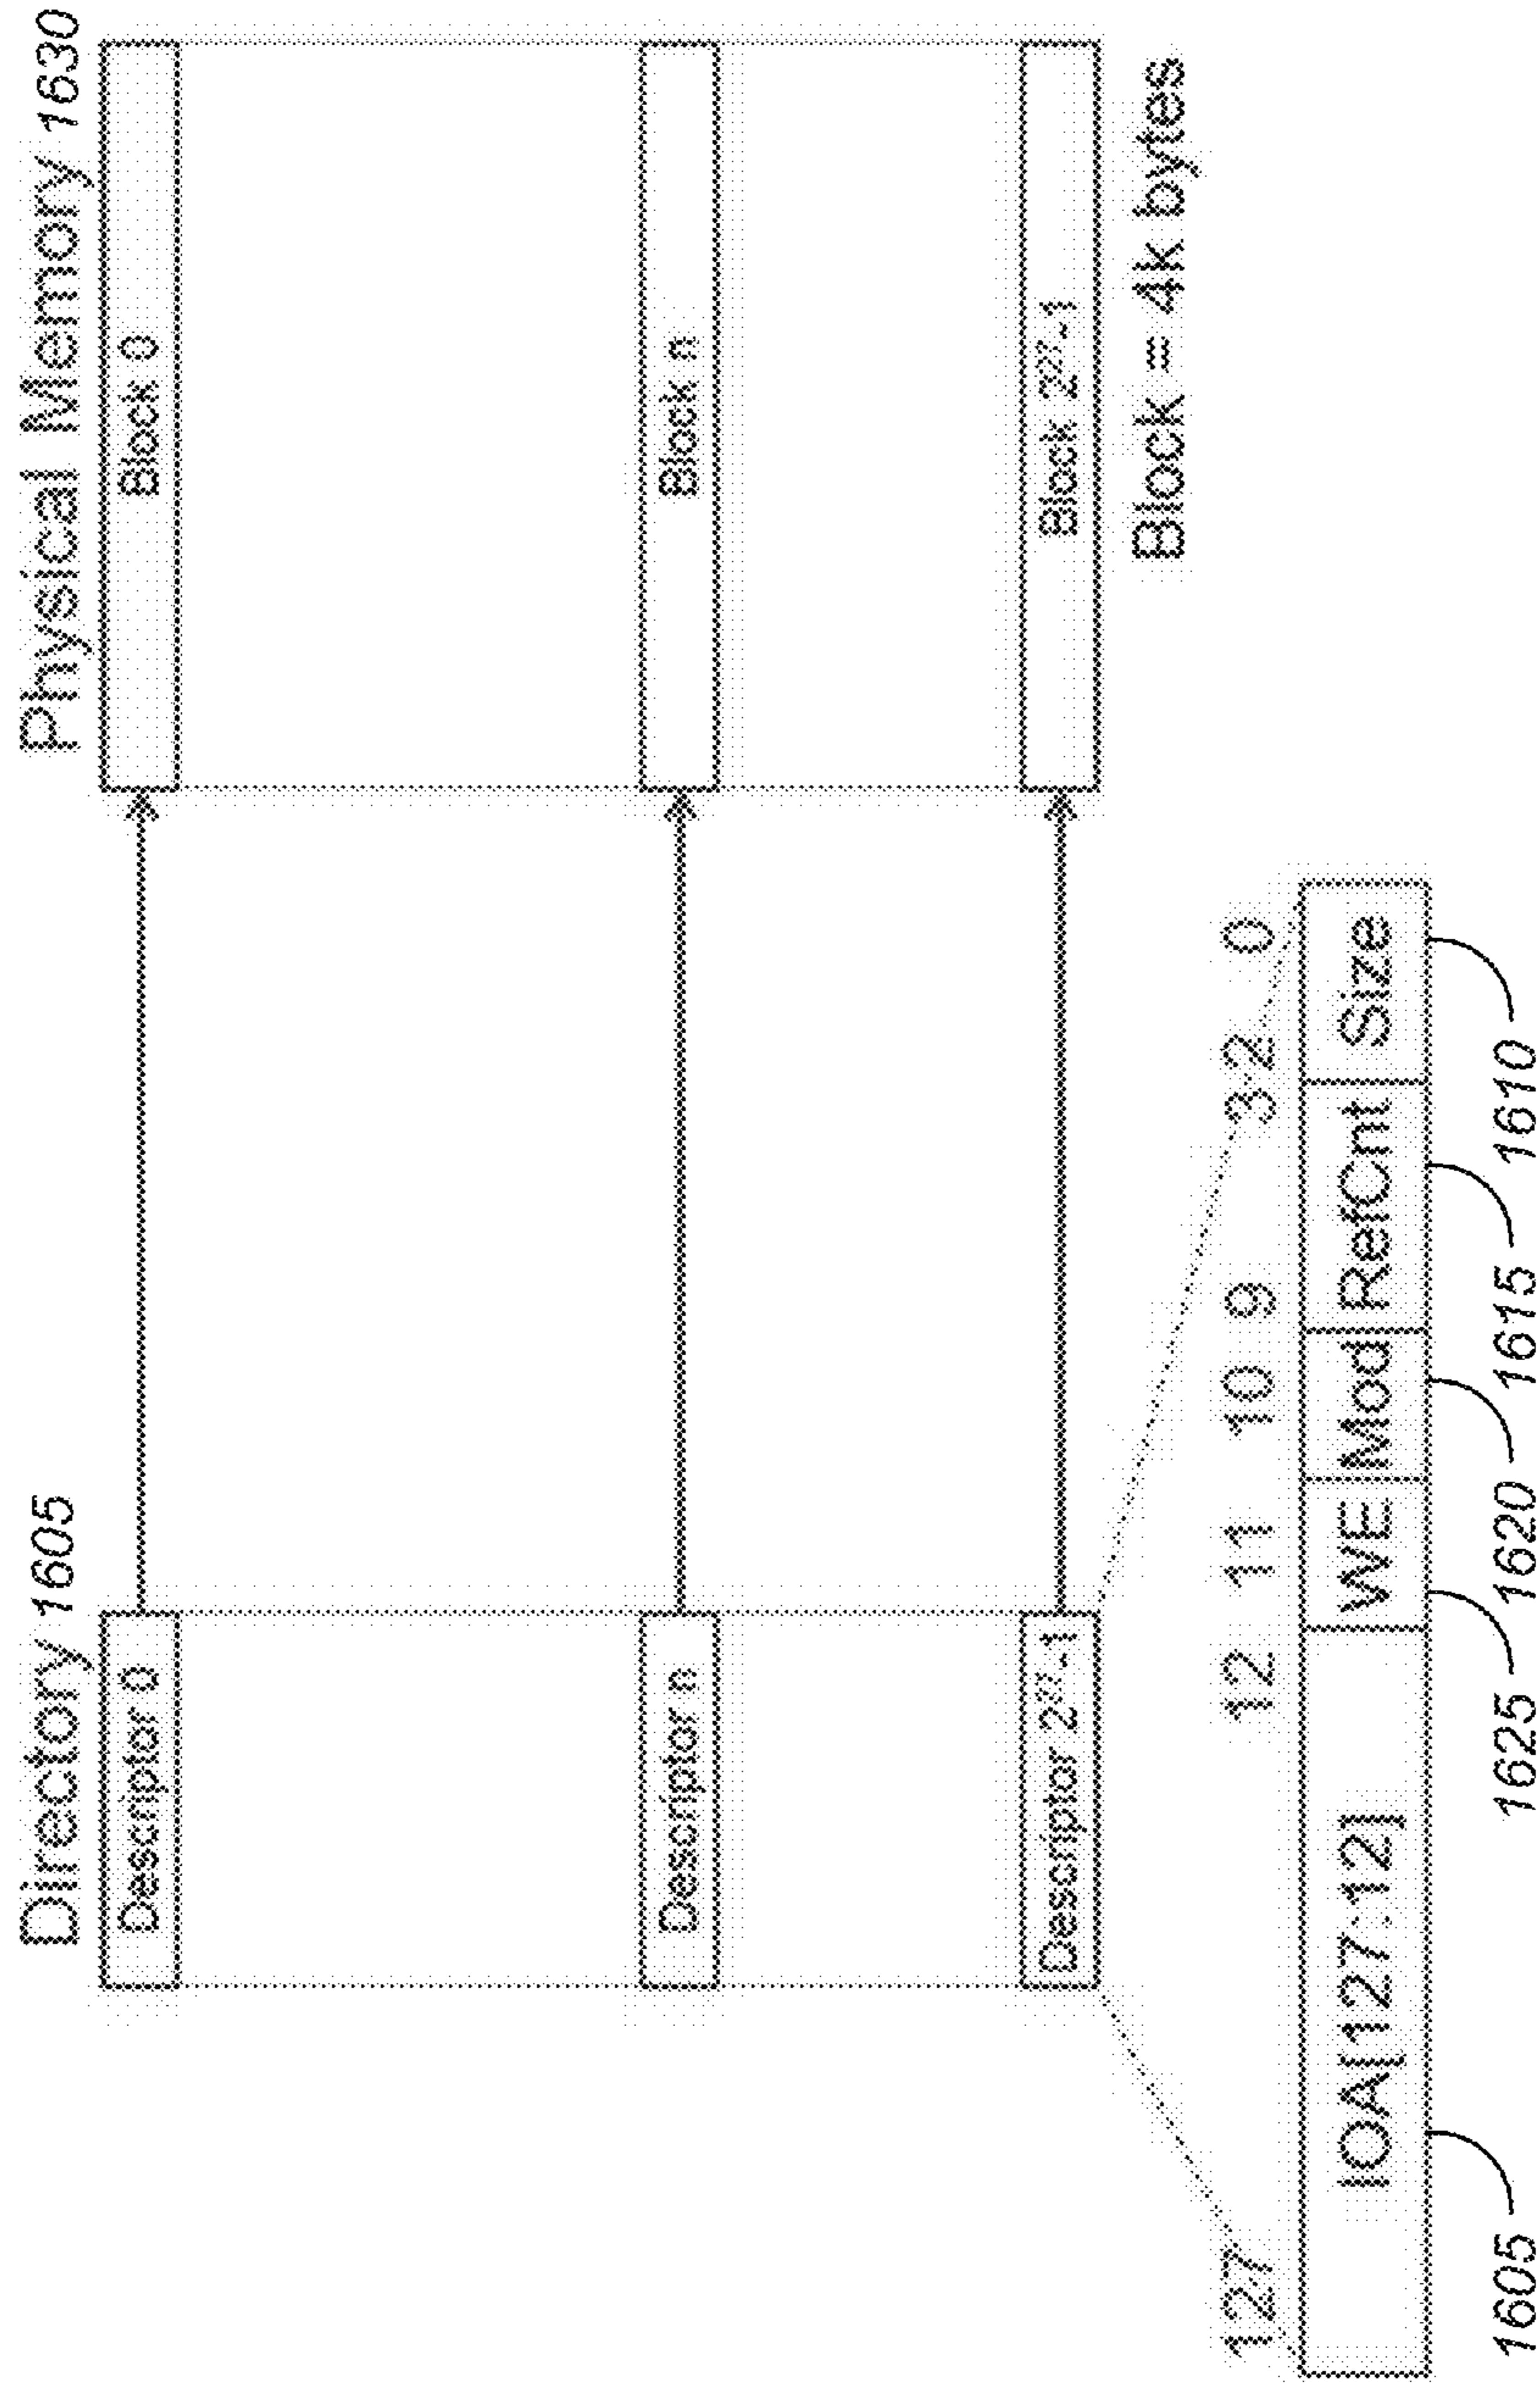 Directory 1605
Physical Memory 1630
Descriptor 0
Block 0
Descriptor n
Block n
Descriptor 2²⁷-1
Block 2²⁷-1
Block = 4k bytes
127 12 11 10 9 3 2 0
IOA[127:12] WE Mod RefCnt Size
1605 1625 1620 1615 1610